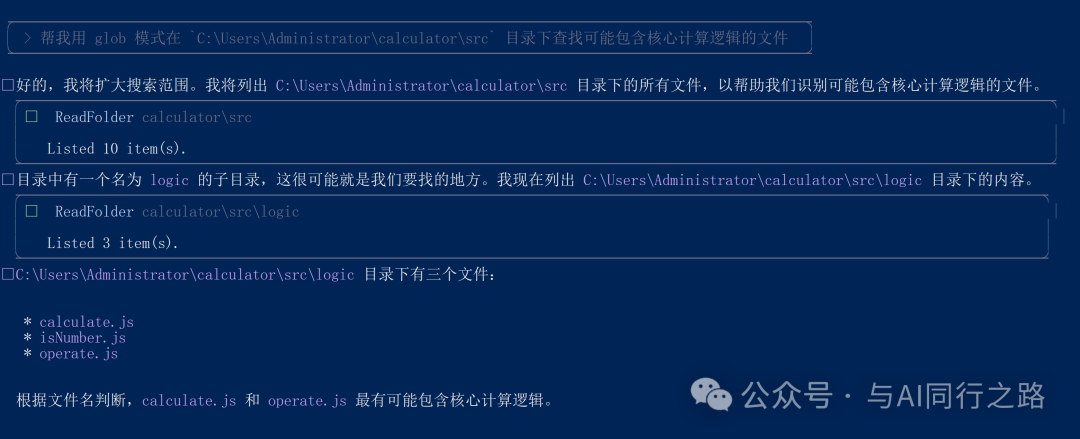 > 帮我用 glob 模式在 `C:\Users\Administrator\calculator\src` 目录下查找可能包含核心计算逻辑的文件
好的，我将扩大搜索范围。我将列出 C:\Users\Administrator\calculator\src 目录下的所有文件，以帮助我们识别可能包含核心计算逻辑的文件。
ReadFolder calculator\src
Listed 10 item(s).
目录中有一个名为 logic 的子目录，这很可能就是我们要找的地方。我现在列出 C:\Users\Administrator\calculator\src\logic 目录下的内容。
ReadFolder calculator\src\logic
Listed 3 item(s).
C:\Users\Administrator\calculator\src\logic 目录下有三个文件：
* calculate.js
* isNumber.js
* operate.js
根据文件名判断，calculate.js 和 operate.js 最有可能包含核心计算逻辑。
公众号 · 与AI同行之路